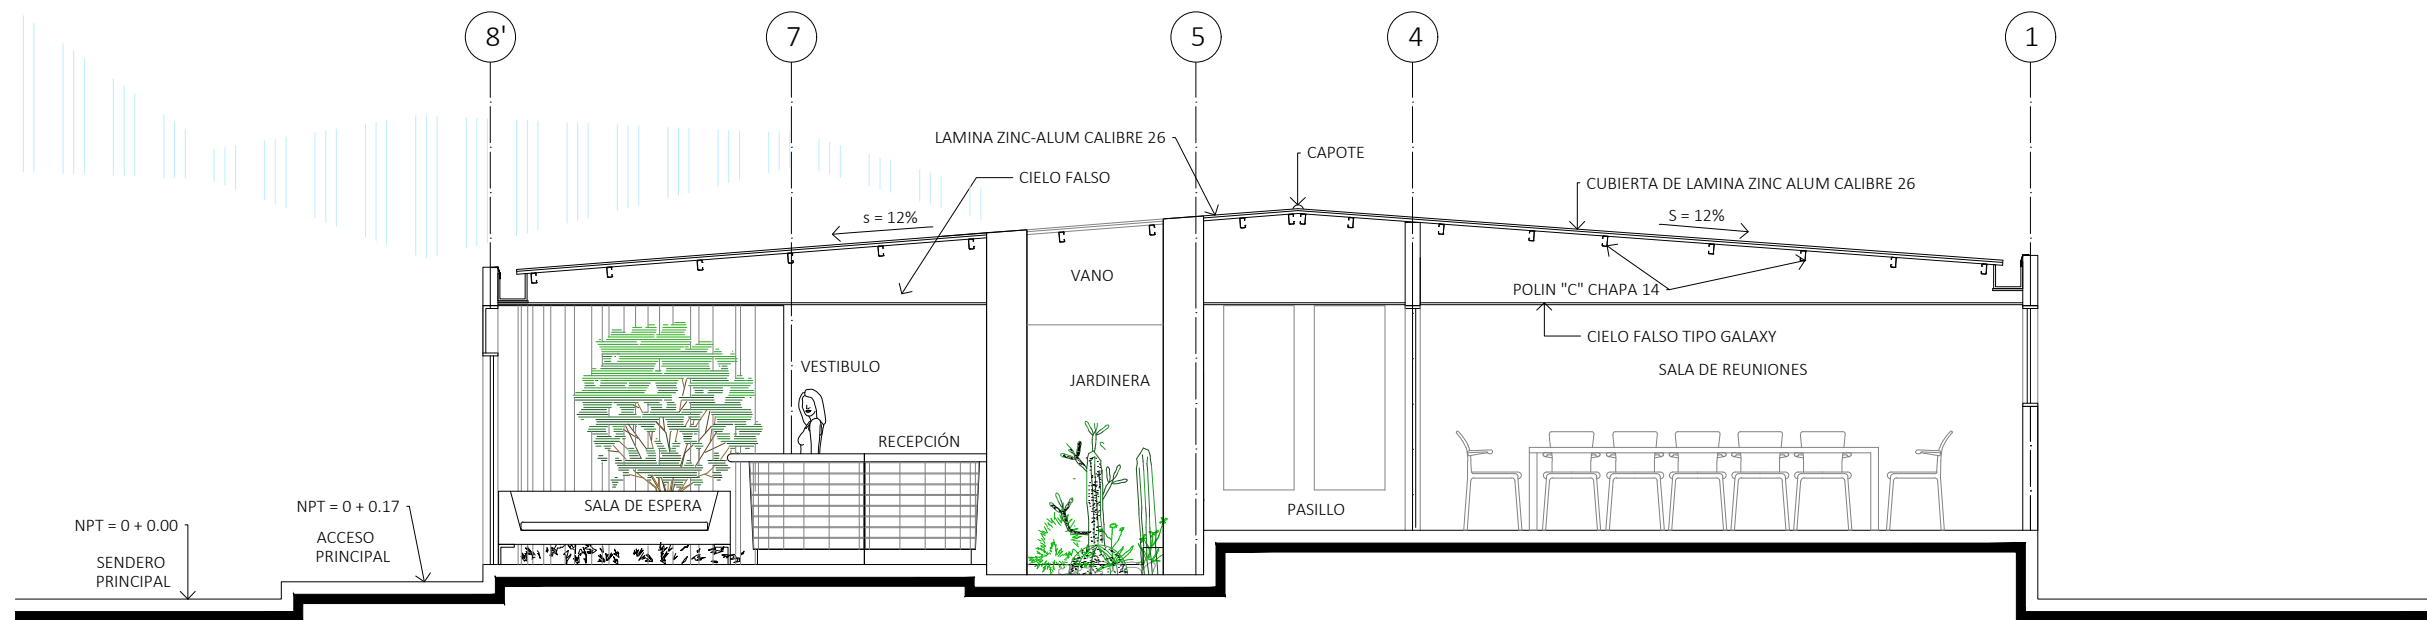 8'
7
5
4
1
LAMINA ZINC-ALUM CALIBRE 26
CAPOTE
CIELO FALSO
CUBIERTA DE LAMINA ZINC ALUM CALIBRE 26
s = 12%
S = 12%
VANO
POLIN "C" CHAPA 14
CIELO FALSO TIPO GALAXY
VESTIBULO
JARDINERA
SALA DE REUNIONES
RECEPCIÓN
SALA DE ESPERA
PASILLO
NPT = 0 + 0.17
ACCESO
PRINCIPAL
NPT = 0 + 0.00
SENDERO
PRINCIPAL